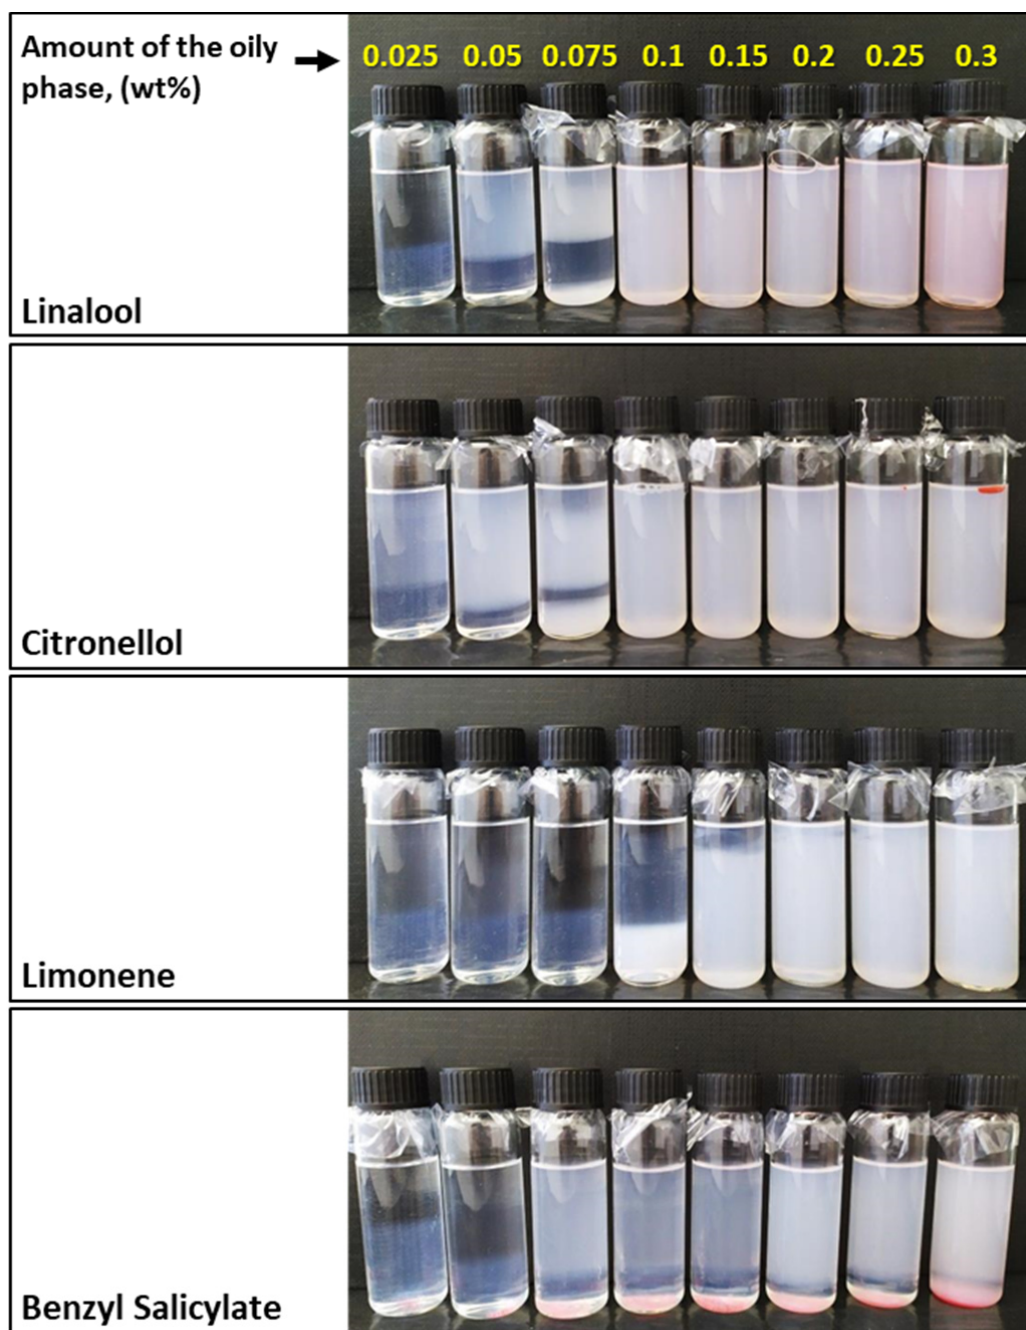 Amount of the oily
phase, (wt%)
0.025 0.05 0.075 0.1 0.15 0.2 0.25 0.3
Linalool
Citronellol
Limonene
Benzyl Salicylate